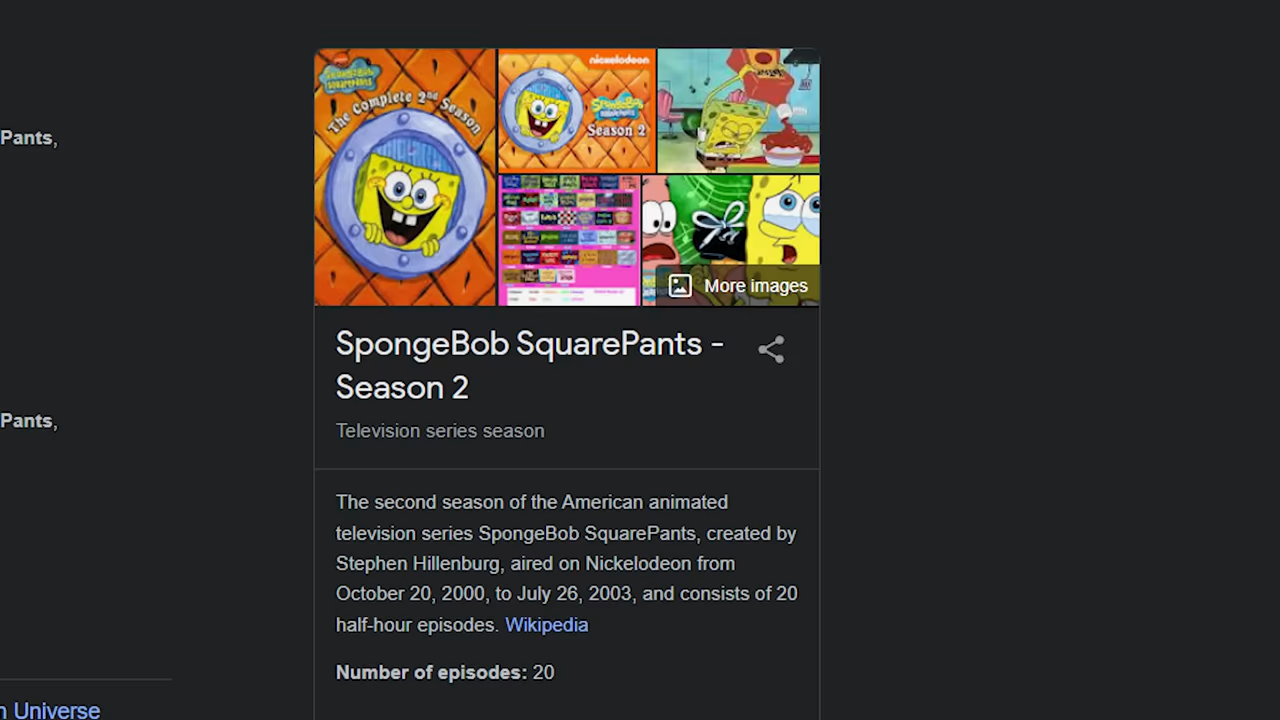 SpongeBob
SquarePants
The Complete 2nd Season
nickelodeon
SpongeBob
SquarePants
Season 2
Pants,
More images
SpongeBob SquarePants -
Season 2
Television series season
Pants,
The second season of the American animated
television series SpongeBob SquarePants, created by
Stephen Hillenburg, aired on Nickelodeon from
October 20, 2000, to July 26, 2003, and consists of 20
half-hour episodes. Wikipedia
Number of episodes: 20
n Universe